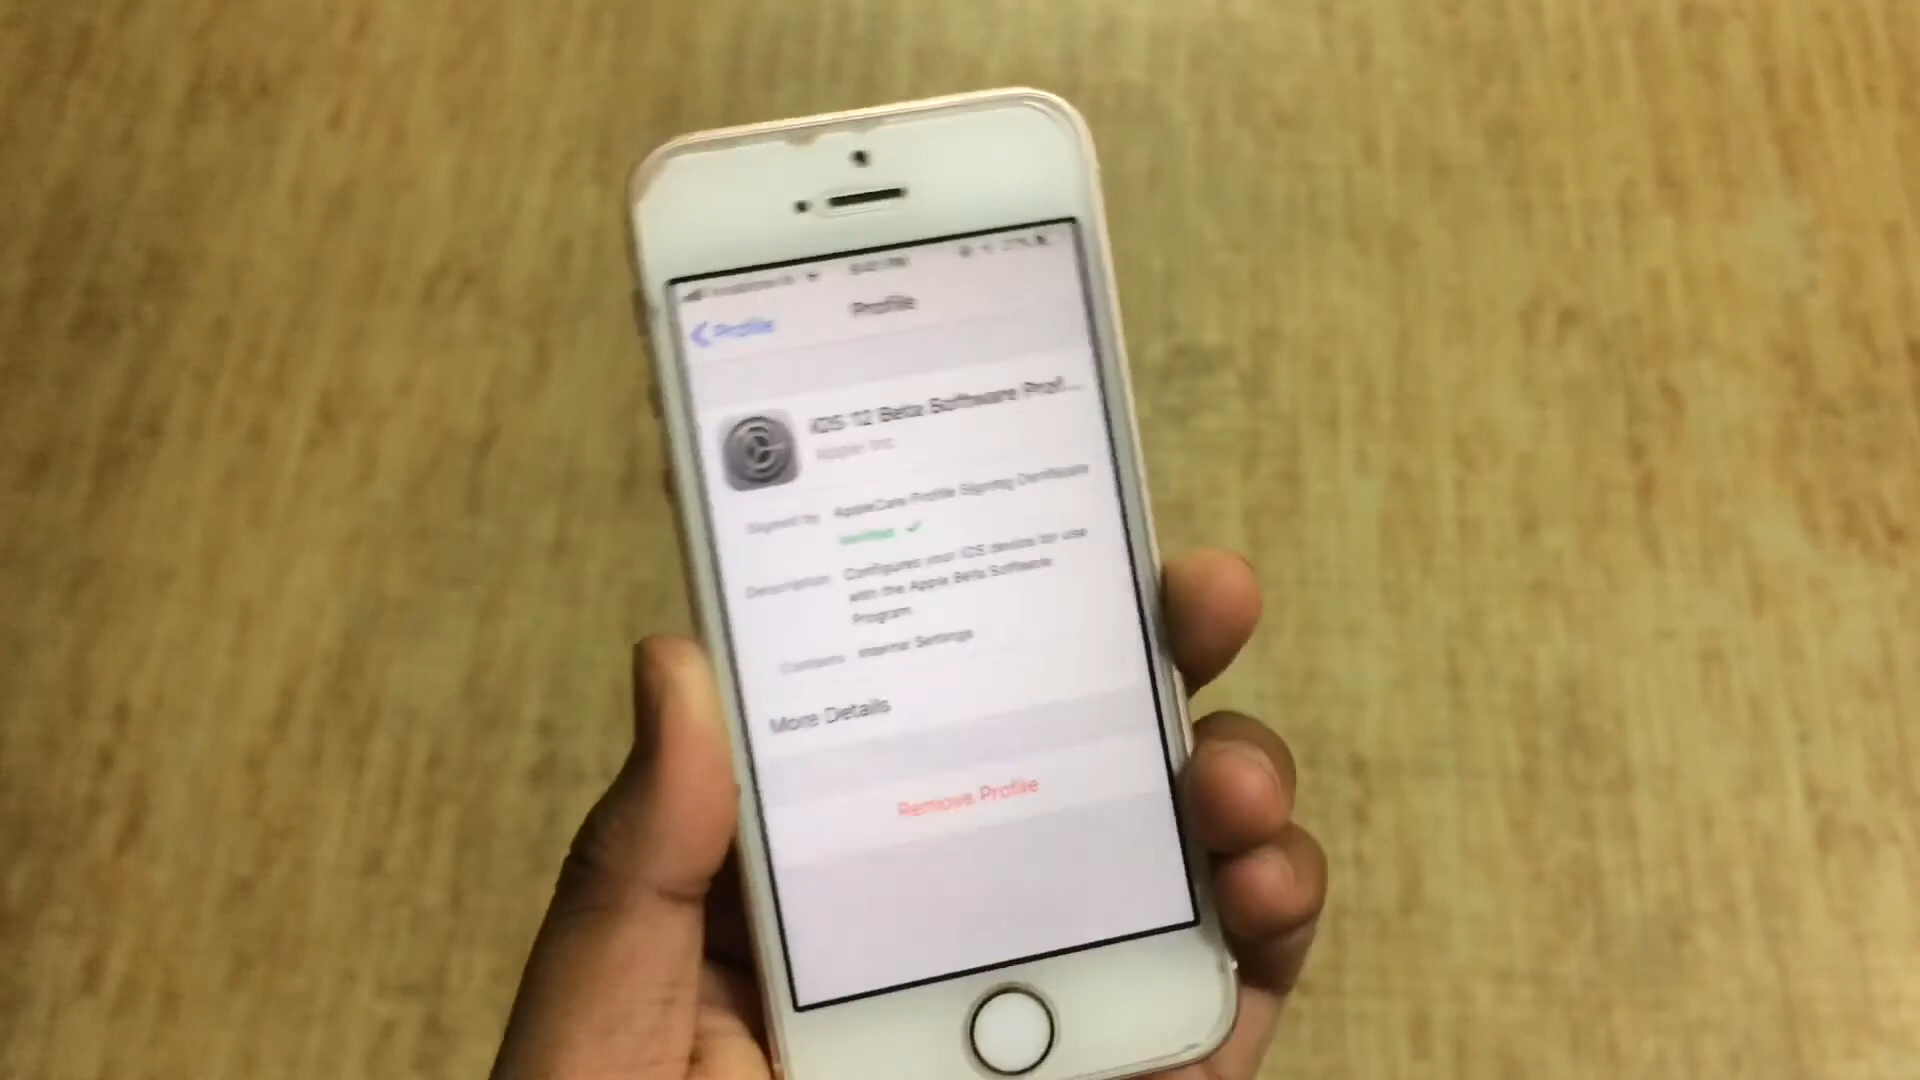 Profile
Profile
iOS 12 Beta Software Prof...
Apple Inc.
Signed by AppleCare Profile Signing Certificate
Verified ✓
Description Configures your iOS device for use
with the Apple Beta Software
Program
Contains Internal Settings
More Details
Remove Profile